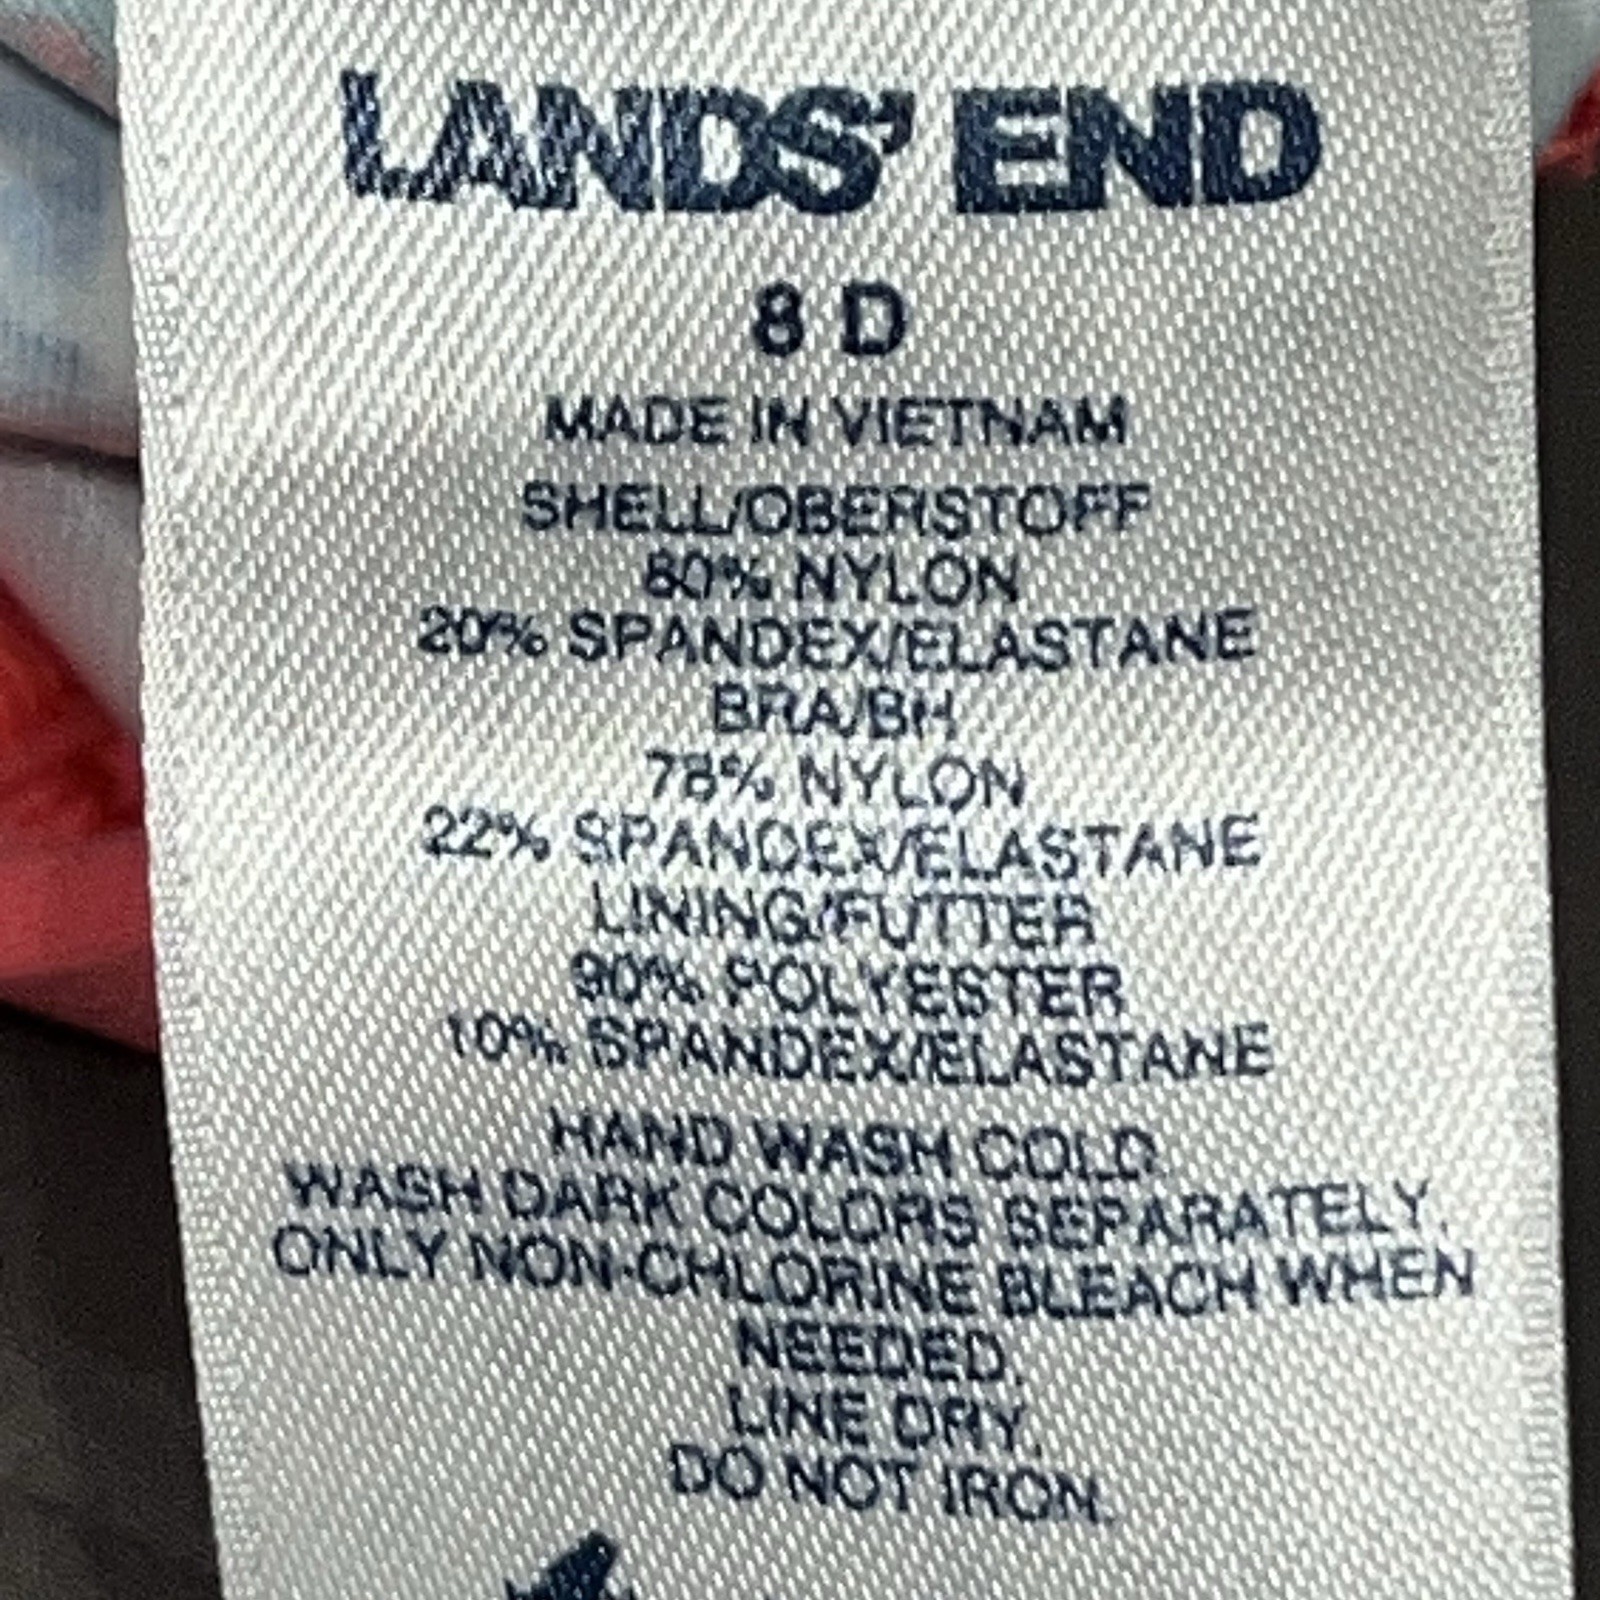 LANDS' END
8 D
MADE IN VIETNAM
SHELL/OBERSTOFF
80% NYLON
20% SPANDEX/ELASTANE
BRA/BH
78% NYLON
22% SPANDEX/ELASTANE
LINING/FUTTER
90% POLYESTER
10% SPANDEX/ELASTANE
HAND WASH COLD
WASH DARK COLORS SEPARATELY.
ONLY NON-CHLORINE BLEACH WHEN
NEEDED.
LINE DRY.
DO NOT IRON.